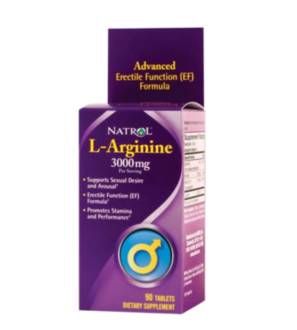 Advanced
Erectile Function (EF)
Formula
NATROL
L-Arginine
3000mg
Per Serving
• Supports Sexual Desire
and Arousal*
• Erectile Function (EF)
Formula*
• Promotes Stamina
and Performance*
90 TABLETS
DIETARY SUPPLEMENT